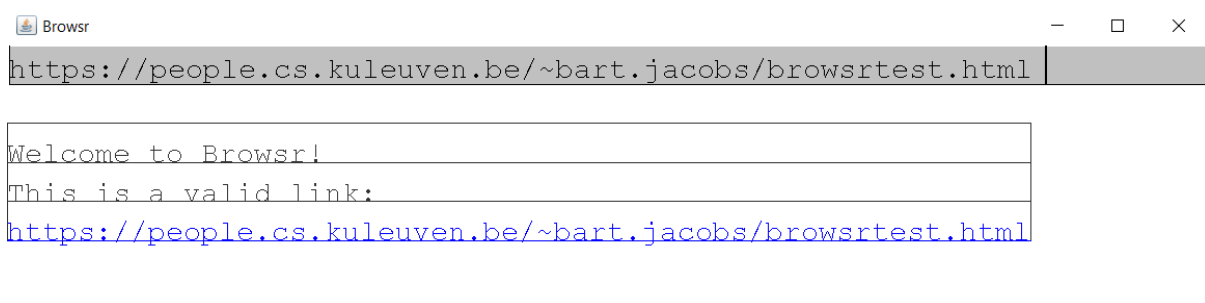 Browsr
https://people.cs.kuleuven.be/~bart.jacobs/browsrtest.html
Welcome to Browsr!
This is a valid link:
https://people.cs.kuleuven.be/~bart.jacobs/browsrtest.html